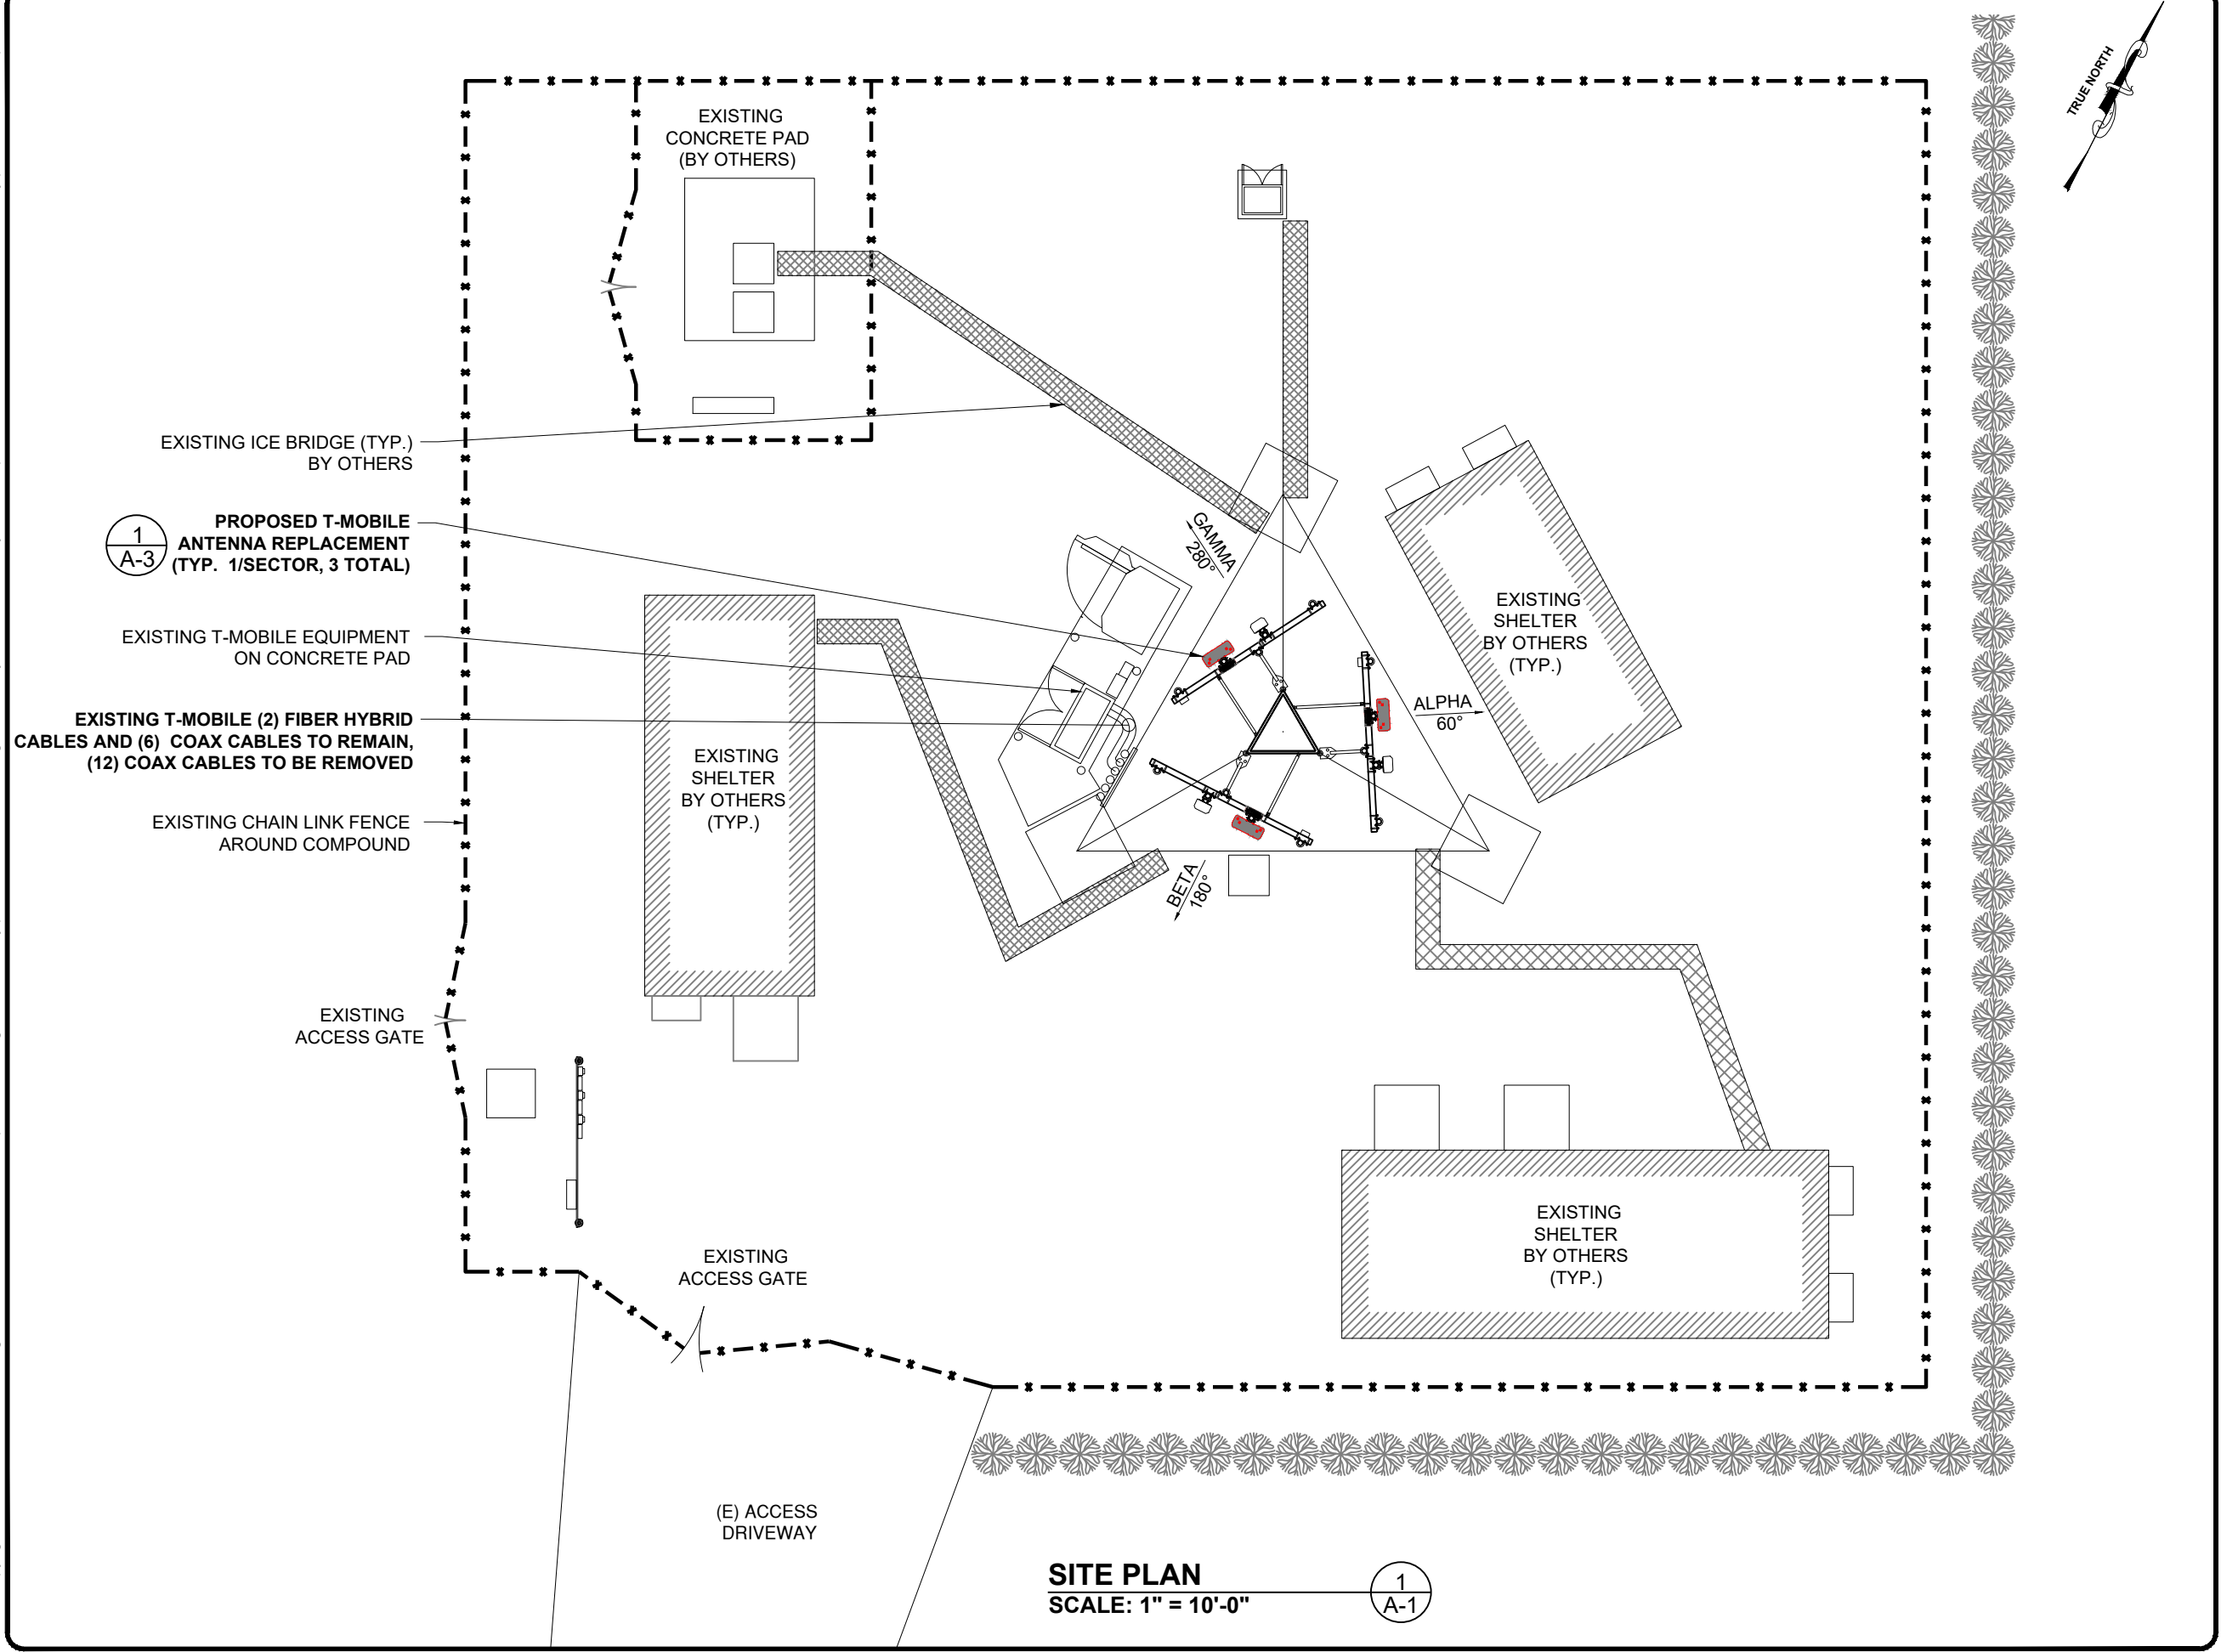 TRUE NORTH
EXISTING
CONCRETE PAD
(BY OTHERS)
EXISTING ICE BRIDGE (TYP.)
BY OTHERS
1
A-3
PROPOSED T-MOBILE
ANTENNA REPLACEMENT
(TYP. 1/SECTOR, 3 TOTAL)
EXISTING T-MOBILE EQUIPMENT
ON CONCRETE PAD
EXISTING T-MOBILE (2) FIBER HYBRID
CABLES AND (6) COAX CABLES TO REMAIN,
(12) COAX CABLES TO BE REMOVED
EXISTING CHAIN LINK FENCE
AROUND COMPOUND
EXISTING
ACCESS GATE
GAMMA
280°
ALPHA
60°
BETA
180°
EXISTING
SHELTER
BY OTHERS
(TYP.)
EXISTING
SHELTER
BY OTHERS
(TYP.)
EXISTING
SHELTER
BY OTHERS
(TYP.)
EXISTING
ACCESS GATE
(E) ACCESS
DRIVEWAY
SITE PLAN
SCALE: 1" = 10'-0"
1
A-1